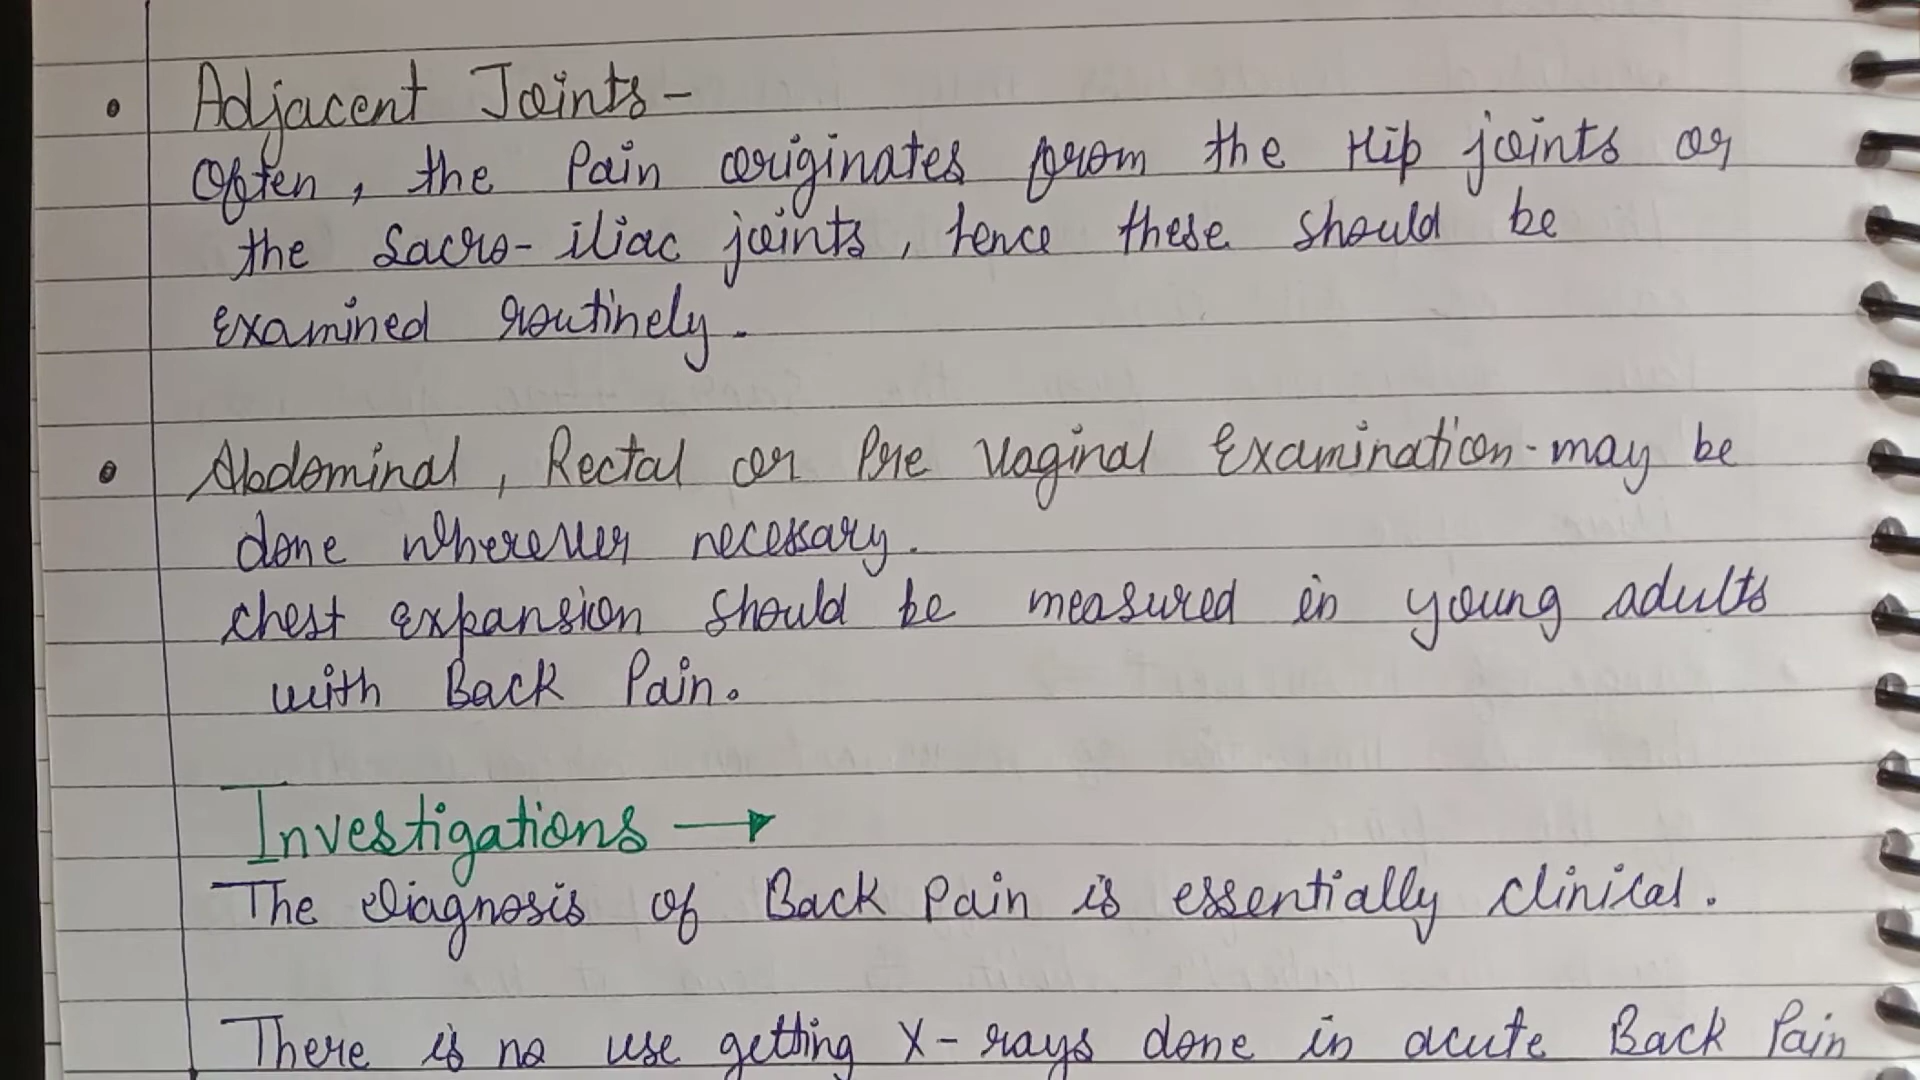 • Adjacent Joints-
Often, the Pain originates from the Hip joints or
the Sacro-iliac joints, hence these should be
Examined routinely.
• Abdominal, Rectal or Pre Vaginal Examination-may be
done wherever necessary.
chest expansion should be measured in young adults
with Back Pain.
Investigations →
The diagnosis of Back Pain is essentially clinical.
There is no use getting X-rays done in acute Back Pain